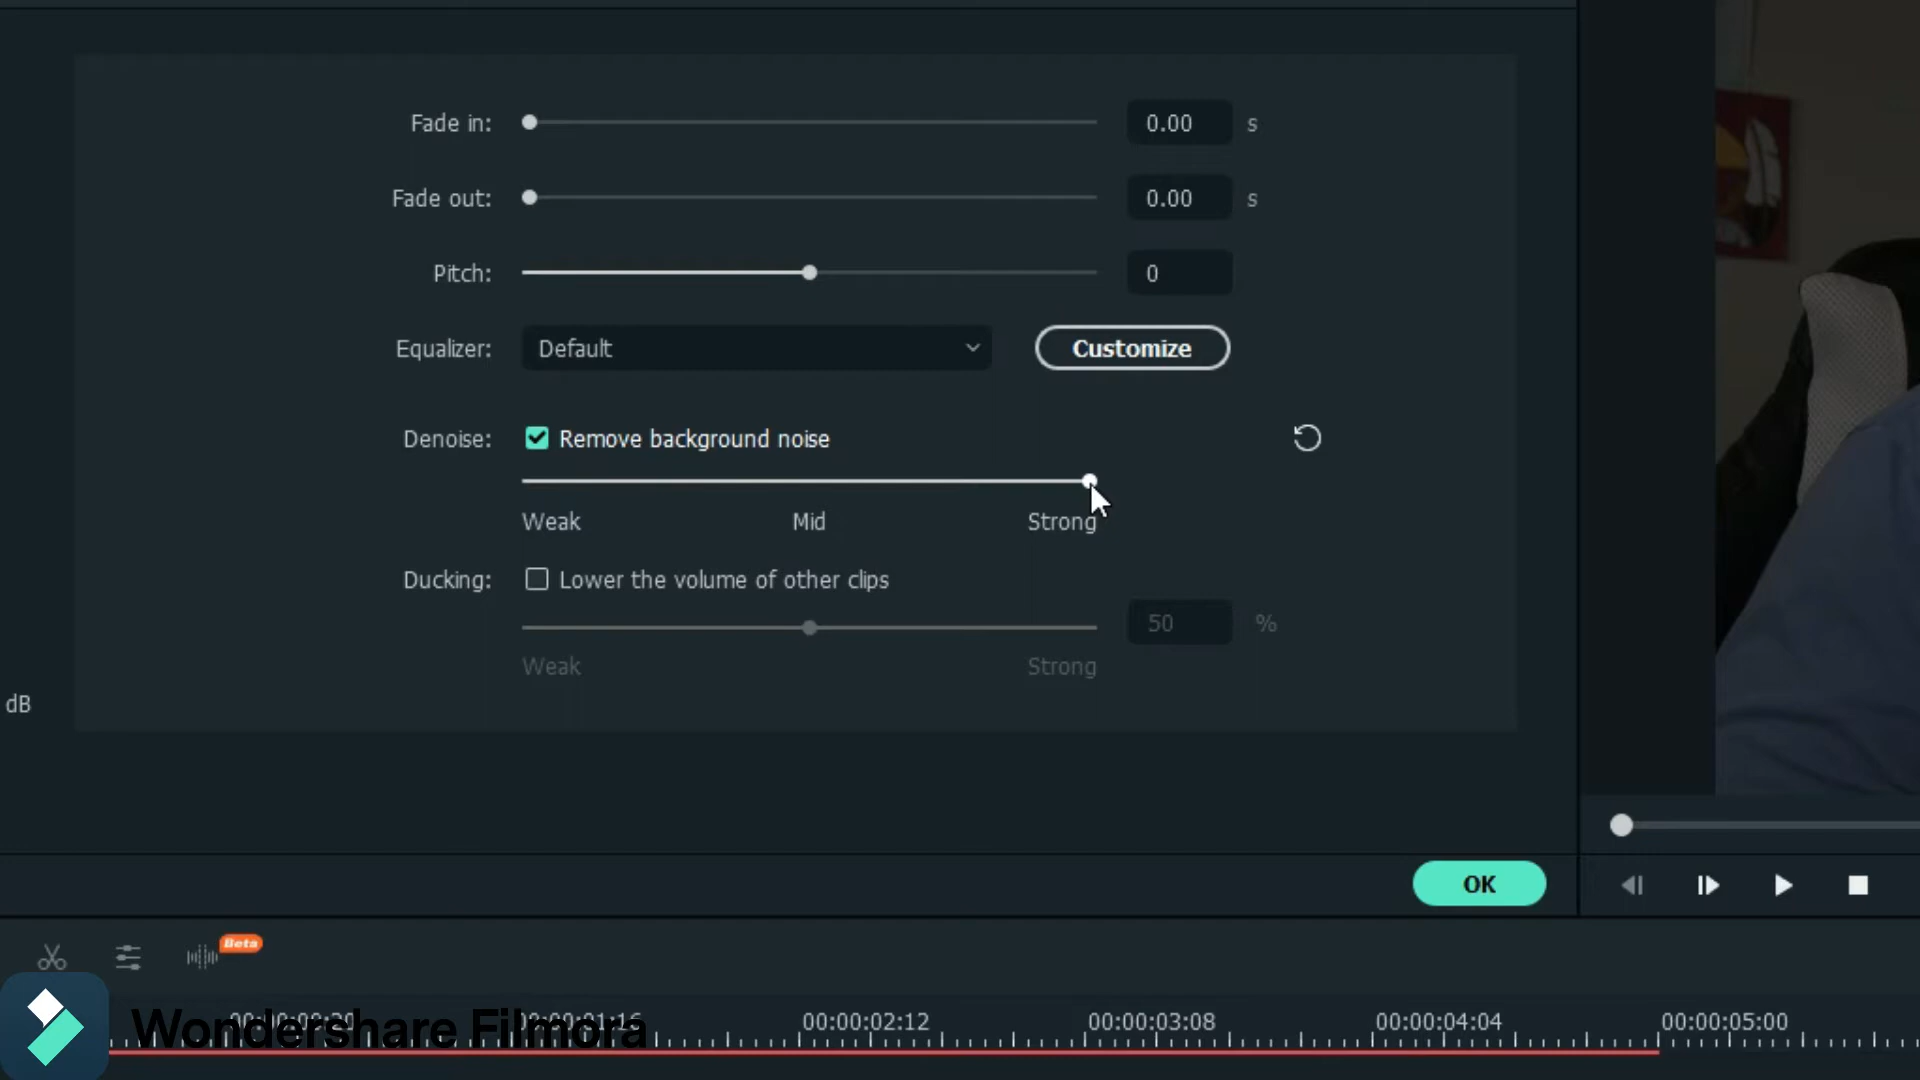 Fade in: 0.00 s
Fade out: 0.00 s
Pitch: 0
Equalizer: Default Customize
Denoise: Remove background noise
Weak Mid Strong
Ducking: Lower the volume of other clips
50 %
Weak Strong
dB
OK
Beta
00:00:02:12 00:00:03:08 00:00:04:04 00:00:05:00
Wondershare Filmora